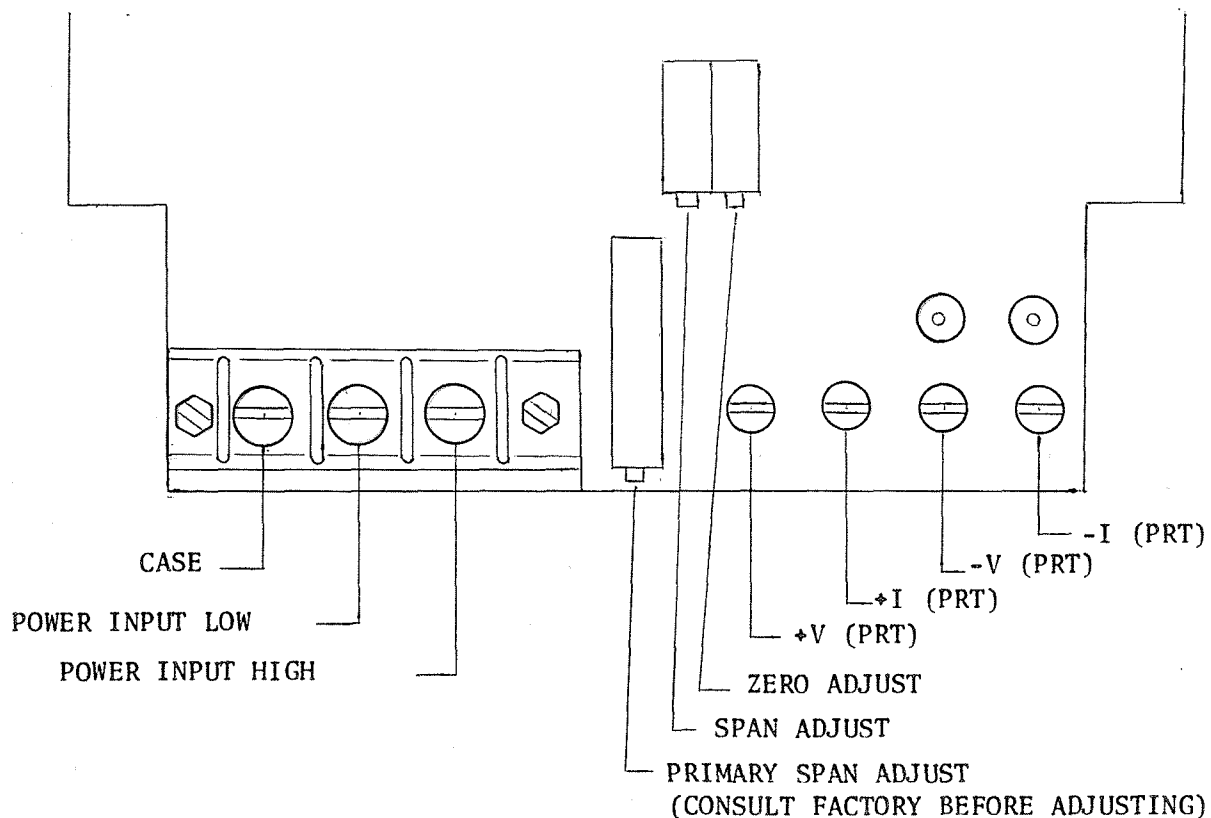 -I (PRT)
CASE
-V (PRT)
+I (PRT)
POWER INPUT LOW
+V (PRT)
POWER INPUT HIGH
ZERO ADJUST
SPAN ADJUST
PRIMARY SPAN ADJUST
(CONSULT FACTORY BEFORE ADJUSTING)